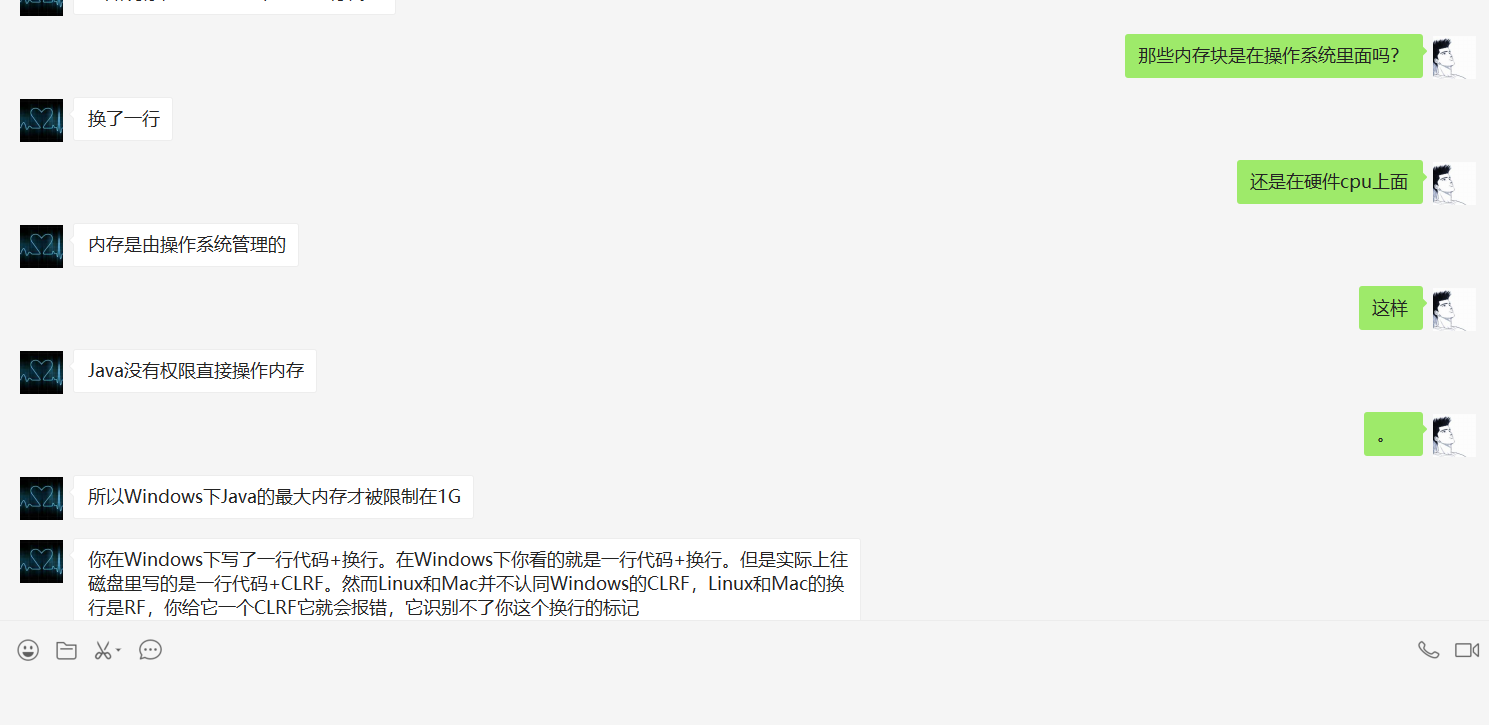 那些内存块是在操作系统里面吗?
换了一行
还是在硬件cpu上面
内存是由操作系统管理的
这样
Java没有权限直接操作内存
。
所以Windows下Java的最大内存才被限制在1G
你在Windows下写了一行代码+换行。在Windows下你看的就是一行代码+换行。但是实际上往
磁盘里写的是一行代码+CLRF。然而Linux和Mac并不认同Windows的CLRF，Linux和Mac的换
行是RF，你给它一个CLRF它就会报错，它识别不了你这个换行的标记